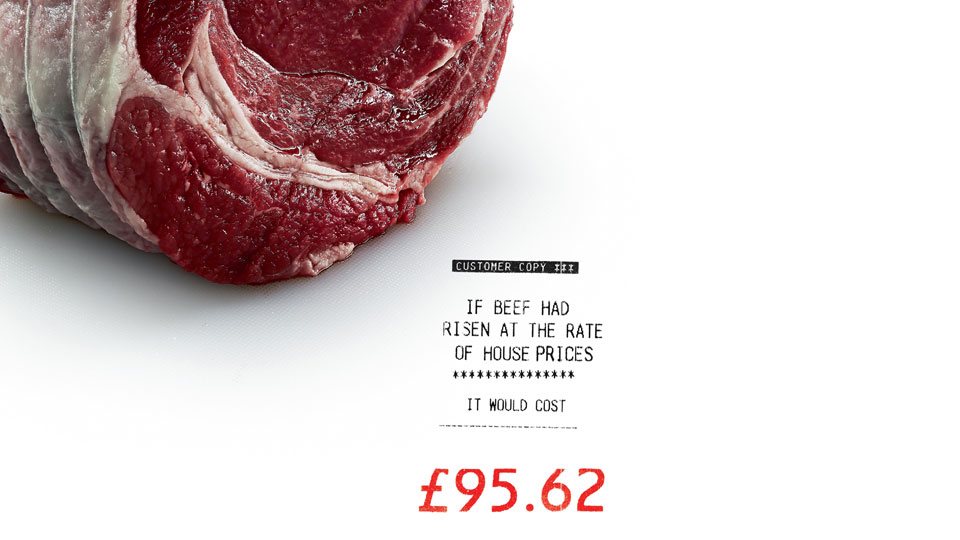 CUSTOMER COPY ***
IF BEEF HAD
RISEN AT THE RATE
OF HOUSE PRICES
***************
IT WOULD COST
£95.62